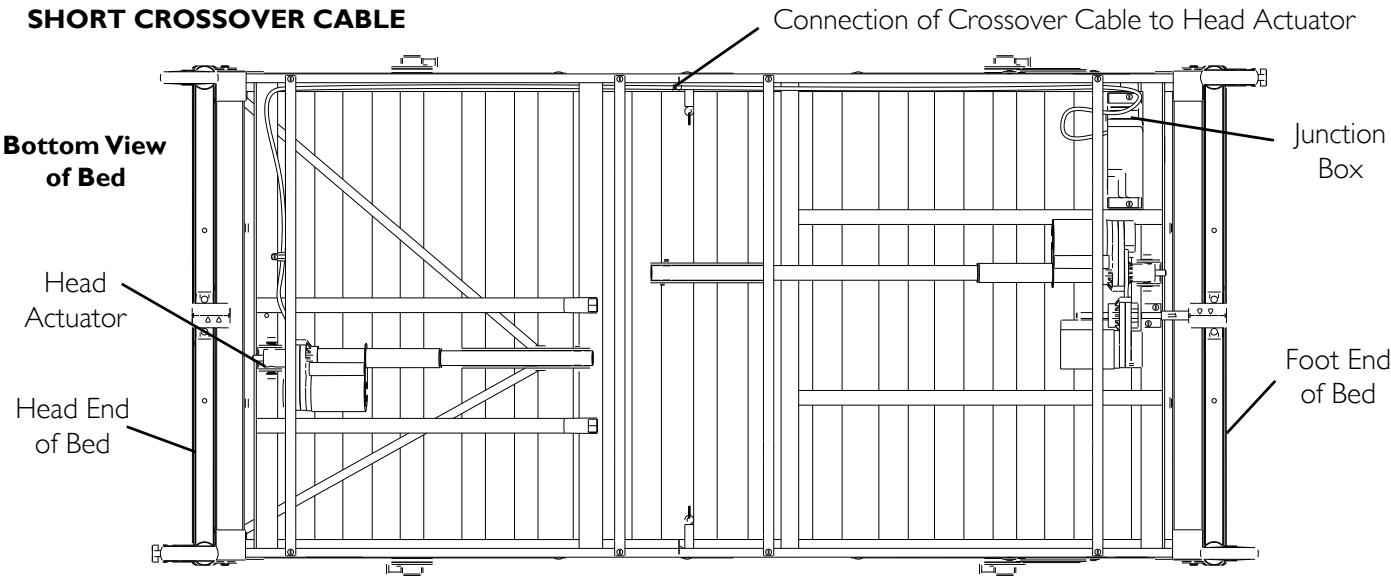 SHORT CROSSOVER CABLE
Connection of Crossover Cable to Head Actuator
Bottom View
of Bed
Junction
Box
Head
Actuator
Head End
of Bed
Foot End
of Bed